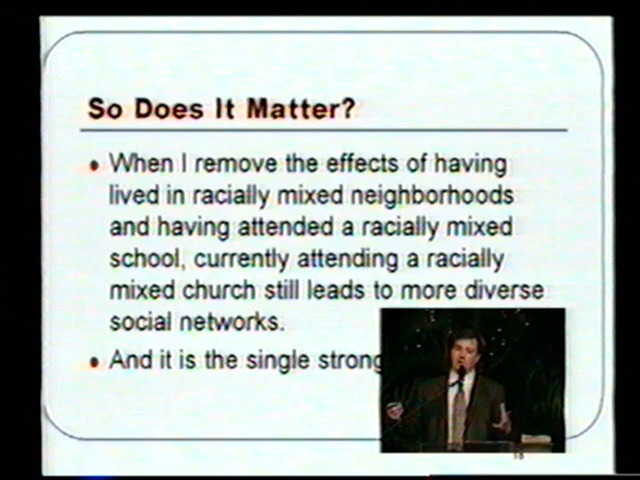 So Does It Matter?
• When I remove the effects of having
lived in racially mixed neighborhoods
and having attended a racially mixed
school, currently attending a racially
mixed church still leads to more diverse
social networks.
• And it is the single strong
18